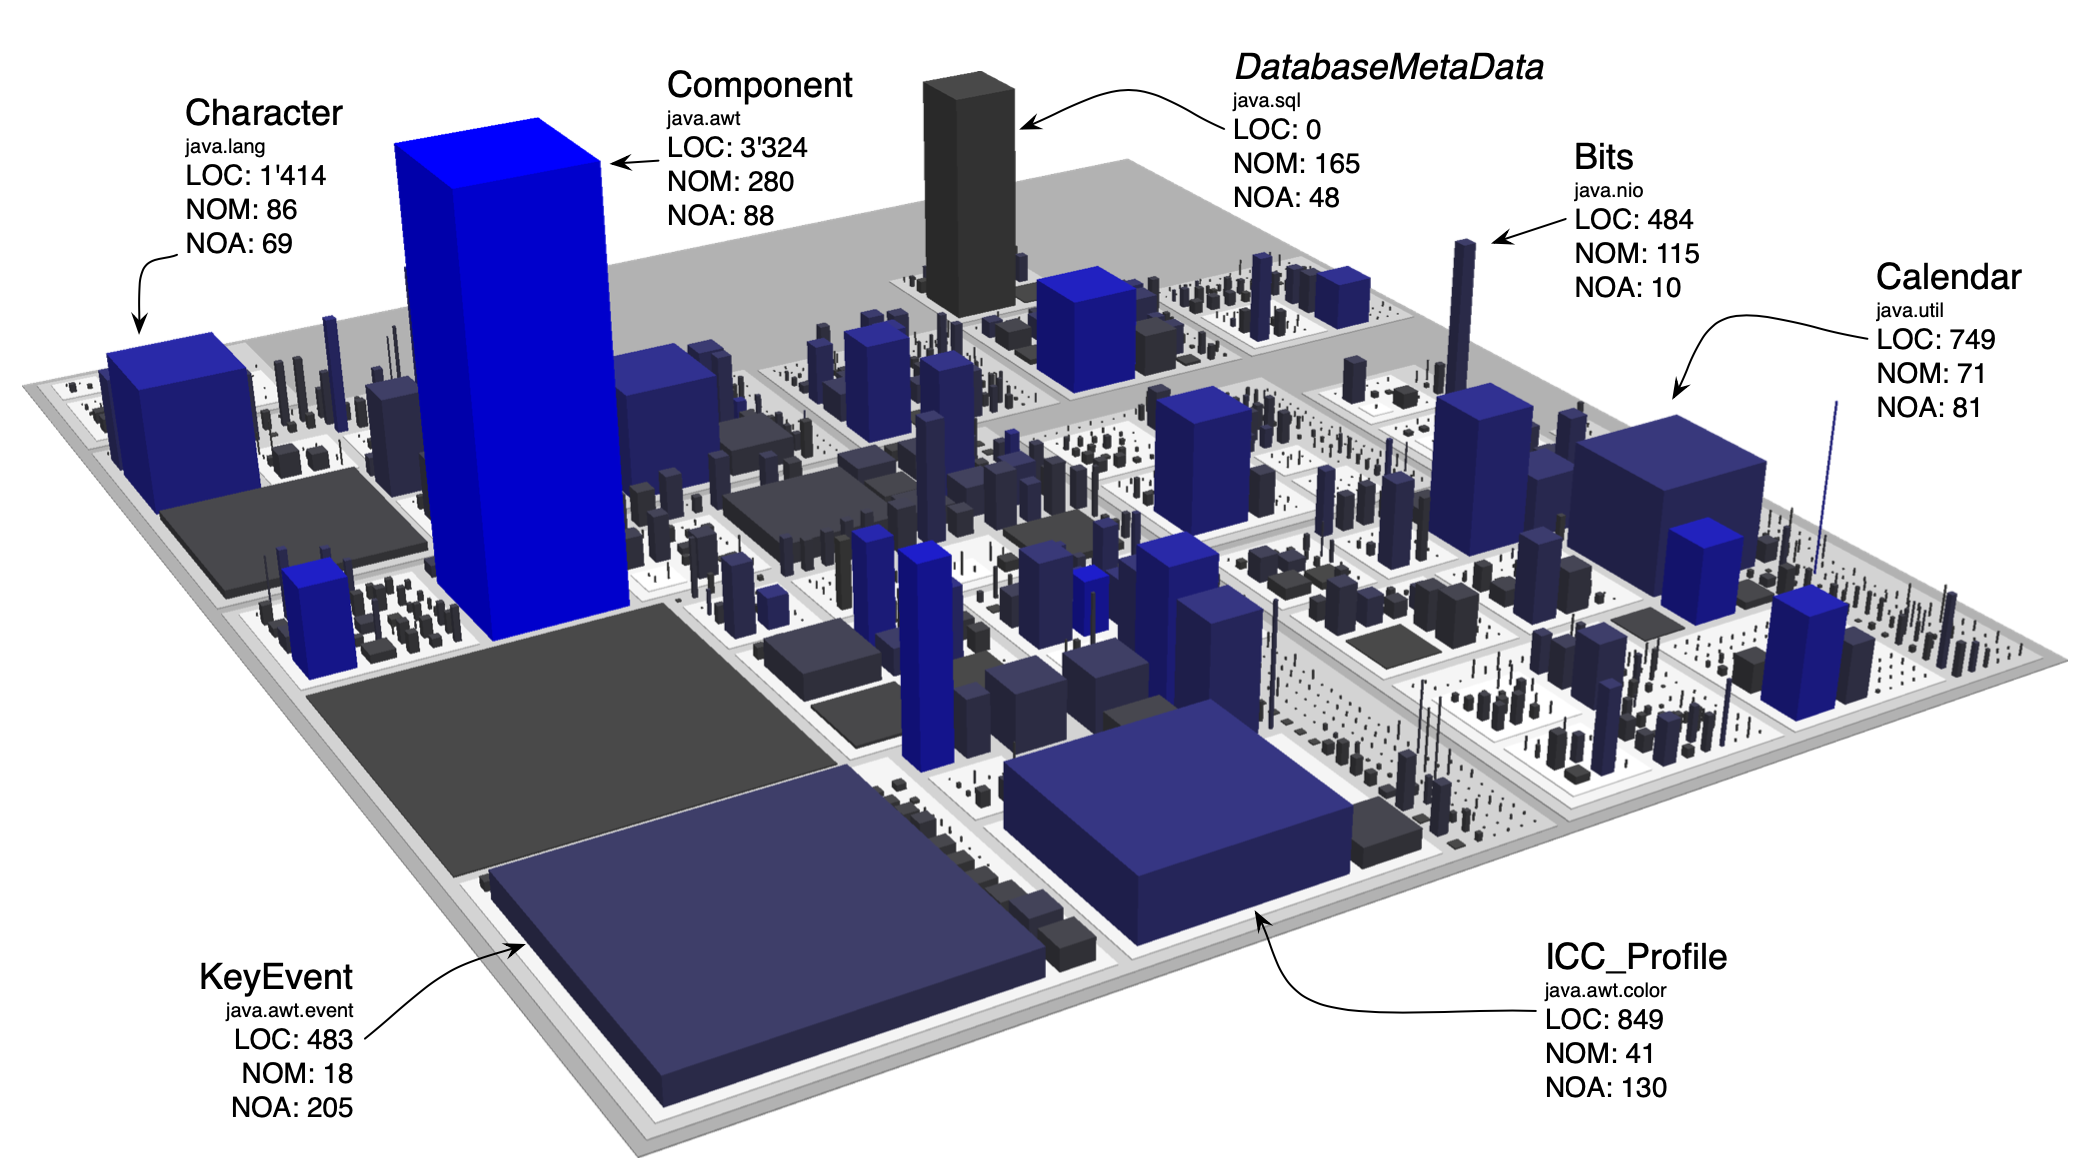 Character
java.lang
LOC: 1'414
NOM: 86
NOA: 69
Component
java.awt
LOC: 3'324
NOM: 280
NOA: 88
DatabaseMetaData
java.sql
LOC: 0
NOM: 165
NOA: 48
Bits
java.nio
LOC: 484
NOM: 115
NOA: 10
Calendar
java.util
LOC: 749
NOM: 71
NOA: 81
KeyEvent
java.awt.event
LOC: 483
NOM: 18
NOA: 205
ICC_Profile
java.awt.color
LOC: 849
NOM: 41
NOA: 130